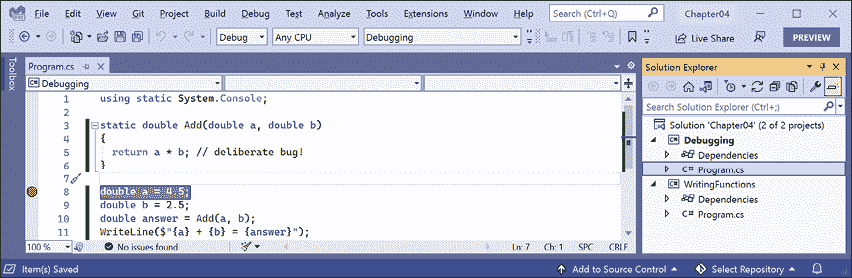 File Edit View Git Project Build Debug Test Analyze Tools Extensions Window Help Search (Ctrl+Q) Chapter04
Debug Any CPU Debugging Live Share PREVIEW
Toolbox
Program.cs
Debugging
1 using static System.Console;
2
3 static double Add(double a, double b)
4 {
5 return a * b; // deliberate bug!
6 }
7
8 double a = 4.5;
9 double b = 2.5;
10 double answer = Add(a, b);
11 WriteLine($"{a} + {b} = {answer}");
100 % No issues found Ln: 7 Ch: 1 SPC CRLF
Solution Explorer
Search Solution Explorer (Ctrl+;)
Solution 'Chapter04' (2 of 2 projects)
Debugging
Dependencies
C# Program.cs
WritingFunctions
Dependencies
C# Program.cs
Item(s) Saved Add to Source Control Select Repository